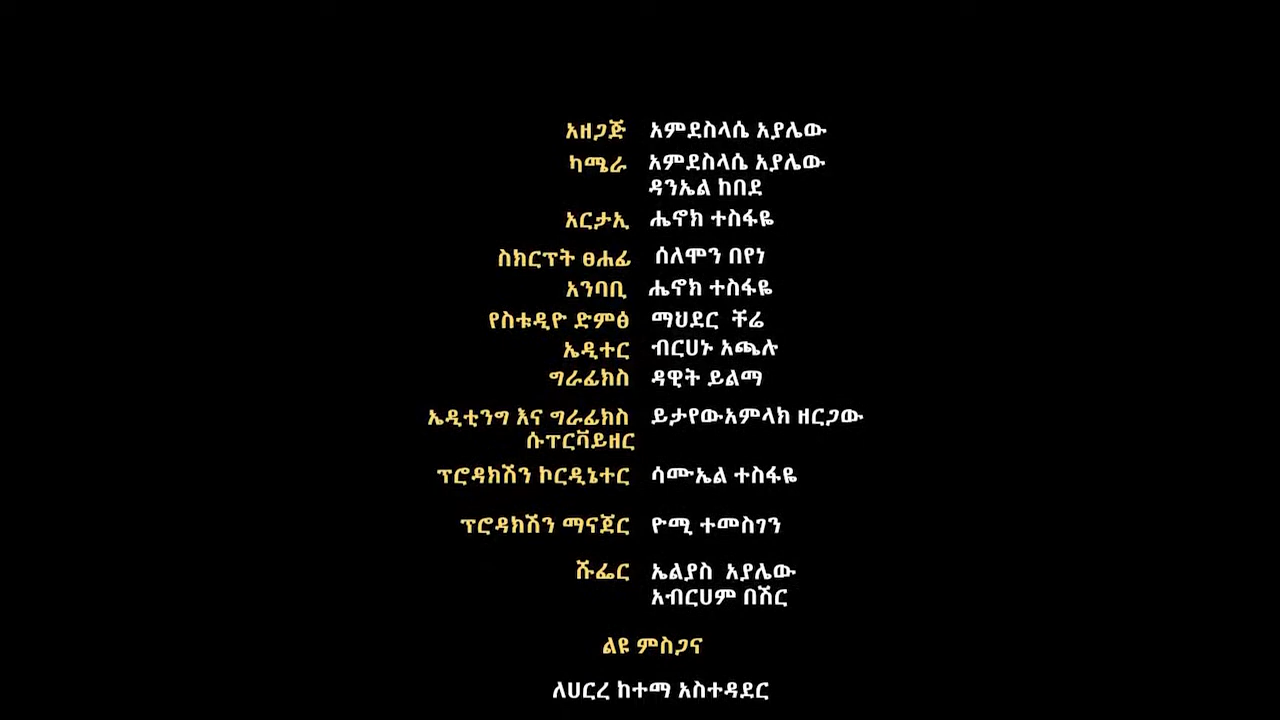 አዘጋጅ አምደስላሴ አያሌው
ካሜራ አምደስላሴ አያሌው
ዳንኤል ከበደ
አርታኢ ሔኖክ ተስፋዬ
ስክርፕት ፀሐፊ ሰለሞን በየነ
አንባቢ ሔኖክ ተስፋዬ
የስቱዲዮ ድምፅ ማህደር ቸሬ
ኤዲተር ብርሀኑ አጫሉ
ግራፊክስ ዳዊት ይልማ
ኤዲቲንግ እና ግራፊክስ ይታየውአምላክ ዘርጋው
ሱፐርቫይዘር
ፕሮዳክሽን ኮርዲኔተር ሳሙኤል ተስፋዬ
ፕሮዳክሽን ማናጀር ዮሚ ተመስገን
ሹፌር ኤልያስ አያሌው
አብርሀም በሽር
ልዩ ምስጋና
ለሀርረ ከተማ አስተዳደር